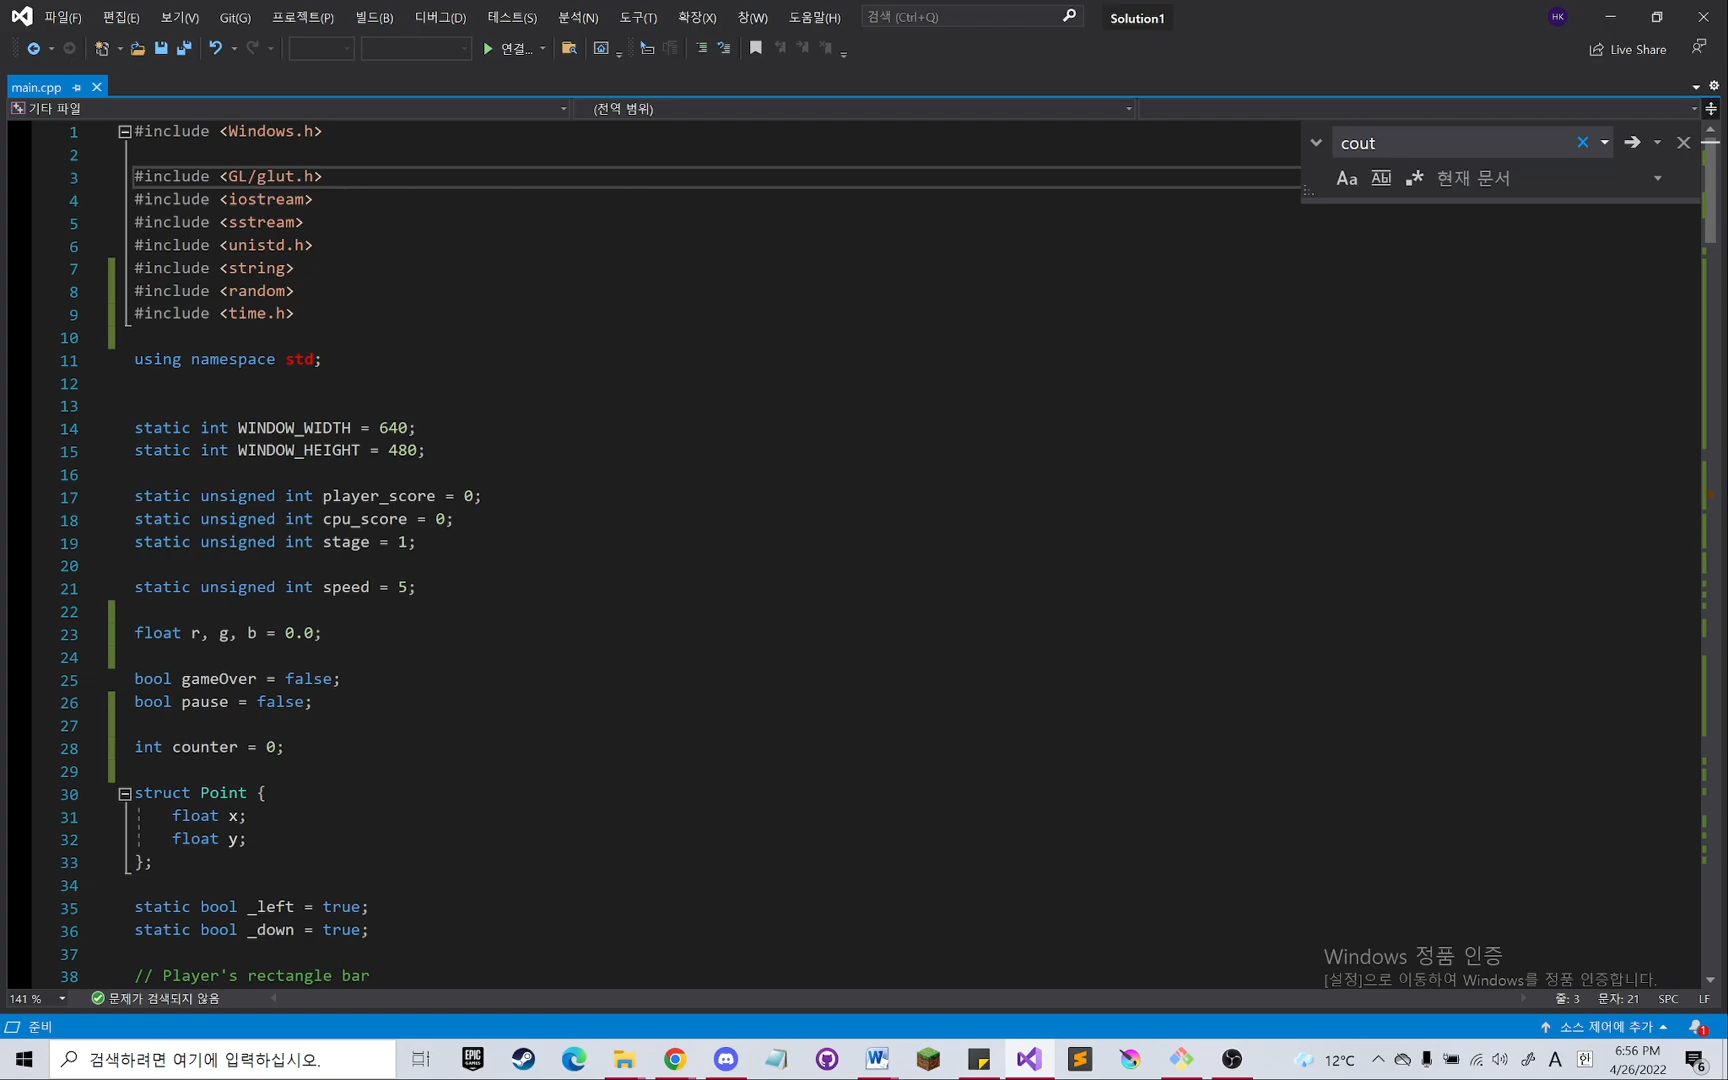 파일(F) 편집(E) 보기(V) Git(G) 프로젝트(P) 빌드(B) 디버그(D) 테스트(S) 분석(N) 도구(T) 확장(X) 창(W) 도움말(H) 검색 (Ctrl+Q) Solution1 HK
연결... Live Share
main.cpp
기타 파일 (전역 범위)
cout
Aa Abl 현재 문서
1 #include <Windows.h>
2
3 #include <GL/glut.h>
4 #include <iostream>
5 #include <sstream>
6 #include <unistd.h>
7 #include <string>
8 #include <random>
9 #include <time.h>
10
11 using namespace std;
12
13
14 static int WINDOW_WIDTH = 640;
15 static int WINDOW_HEIGHT = 480;
16
17 static unsigned int player_score = 0;
18 static unsigned int cpu_score = 0;
19 static unsigned int stage = 1;
20
21 static unsigned int speed = 5;
22
23 float r, g, b = 0.0;
24
25 bool gameOver = false;
26 bool pause = false;
27
28 int counter = 0;
29
30 struct Point {
31 float x;
32 float y;
33 };
34
35 static bool _left = true;
36 static bool _down = true;
37
38 // Player's rectangle bar
Windows 정품 인증
[설정]으로 이동하여 Windows를 정품 인증합니다.
141 % 문제가 검색되지 않음 줄: 3 문자: 21 SPC LF
준비 소스 제어에 추가 1
검색하려면 여기에 입력하십시오. EPIC GAMES 12°C A 한 6:56 PM
4/26/2022 6